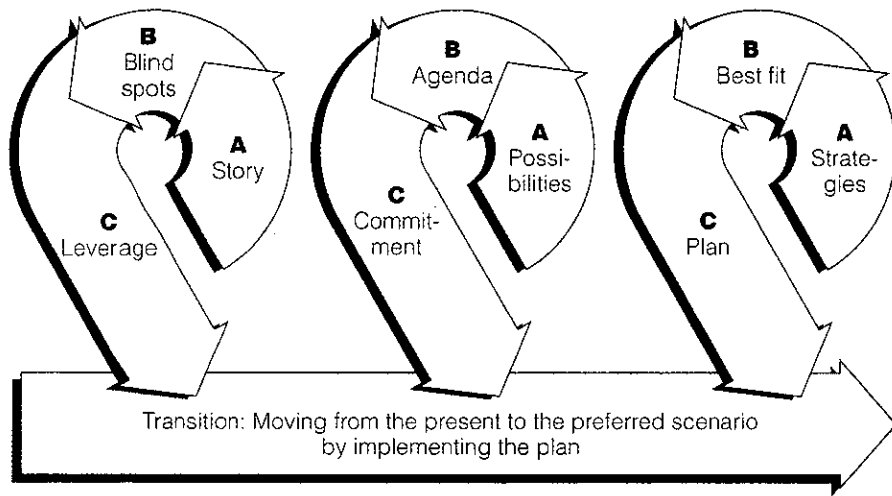 B
Blind
spots
A
Story
C
Leverage
B
Agenda
A
Possi-
bilities
C
Commit-
ment
B
Best fit
A
Strate-
gies
C
Plan
Transition: Moving from the present to the preferred scenario
by implementing the plan